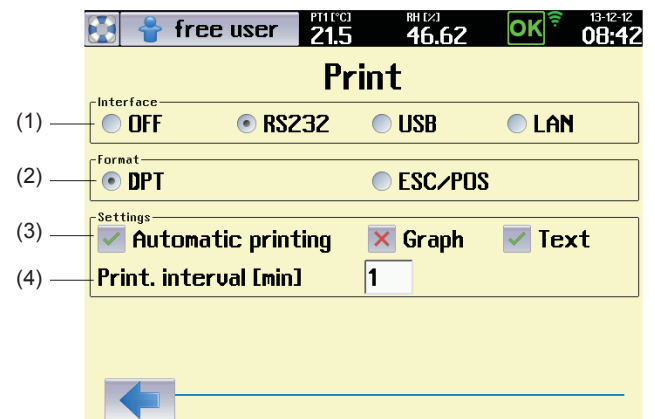 free user PT1 [°C] 21.5 RH [%] 46.62 OK 13-12-12 08:42
Print
Interface
(1) OFF RS232 USB LAN
Format
(2) DPT ESC/POS
Settings
(3) Automatic printing Graph Text
(4) Print. interval [min] 1